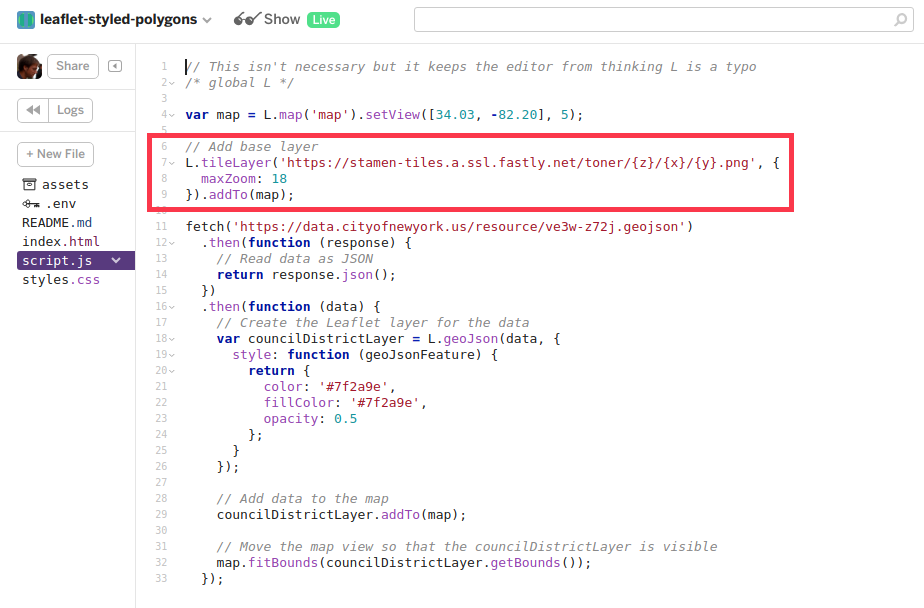 leaflet-styled-polygons
Show Live
Share
Logs
+ New File
assets
.env
README.md
index.html
script.js
styles.css
1 // This isn't necessary but it keeps the editor from thinking L is a typo
2 /* global L */
3
4 var map = L.map('map').setView([34.03, -82.20], 5);
5
6 // Add base layer
7 L.tileLayer('https://stamen-tiles.a.ssl.fastly.net/toner/{z}/{x}/{y}.png', {
8 maxZoom: 18
9 }).addTo(map);
10
11 fetch('https://data.cityofnewyork.us/resource/ve3w-z72j.geojson')
12 .then(function (response) {
13 // Read data as JSON
14 return response.json();
15 })
16 .then(function (data) {
17 // Create the Leaflet layer for the data
18 var councilDistrictLayer = L.geoJson(data, {
19 style: function (geoJsonFeature) {
20 return {
21 color: '#7f2a9e',
22 fillColor: '#7f2a9e',
23 opacity: 0.5
24 };
25 }
26 });
27
28 // Add data to the map
29 councilDistrictLayer.addTo(map);
30
31 // Move the map view so that the councilDistrictLayer is visible
32 map.fitBounds(councilDistrictLayer.getBounds());
33 });